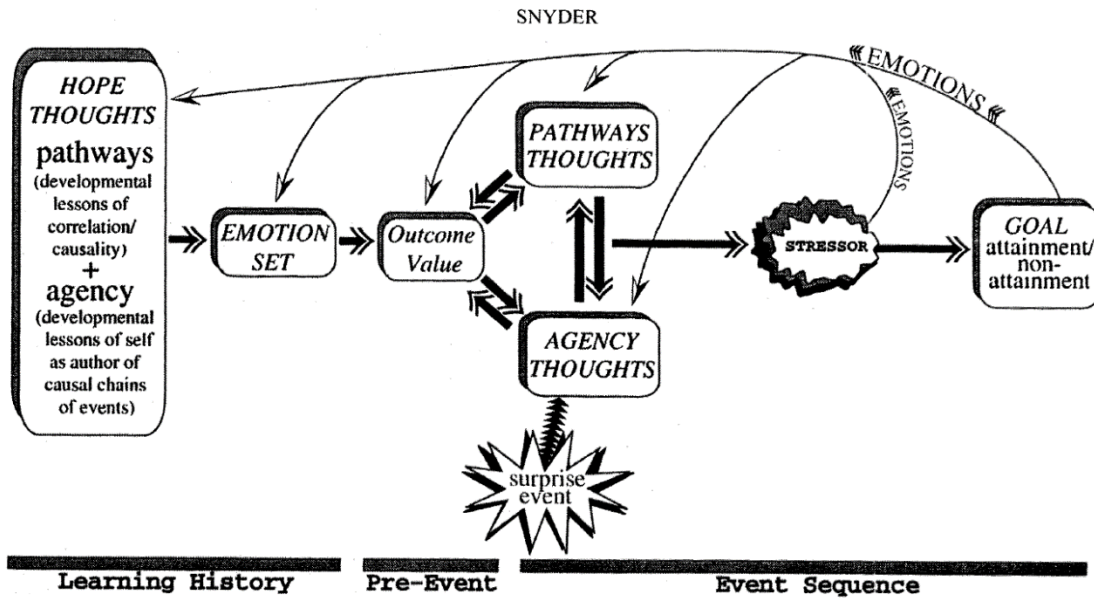 SNYDER
EMOTIONS
EMOTIONS
HOPE
THOUGHTS
pathways
(developmental
lessons of
correlation/
causality)
+
agency
(developmental
lessons of self
as author of
causal chains
of events)
EMOTION
SET
Outcome
Value
PATHWAYS
THOUGHTS
AGENCY
THOUGHTS
surprise
event
STRESSOR
GOAL
attainment/
non-
attainment
Learning History
Pre-Event
Event Sequence